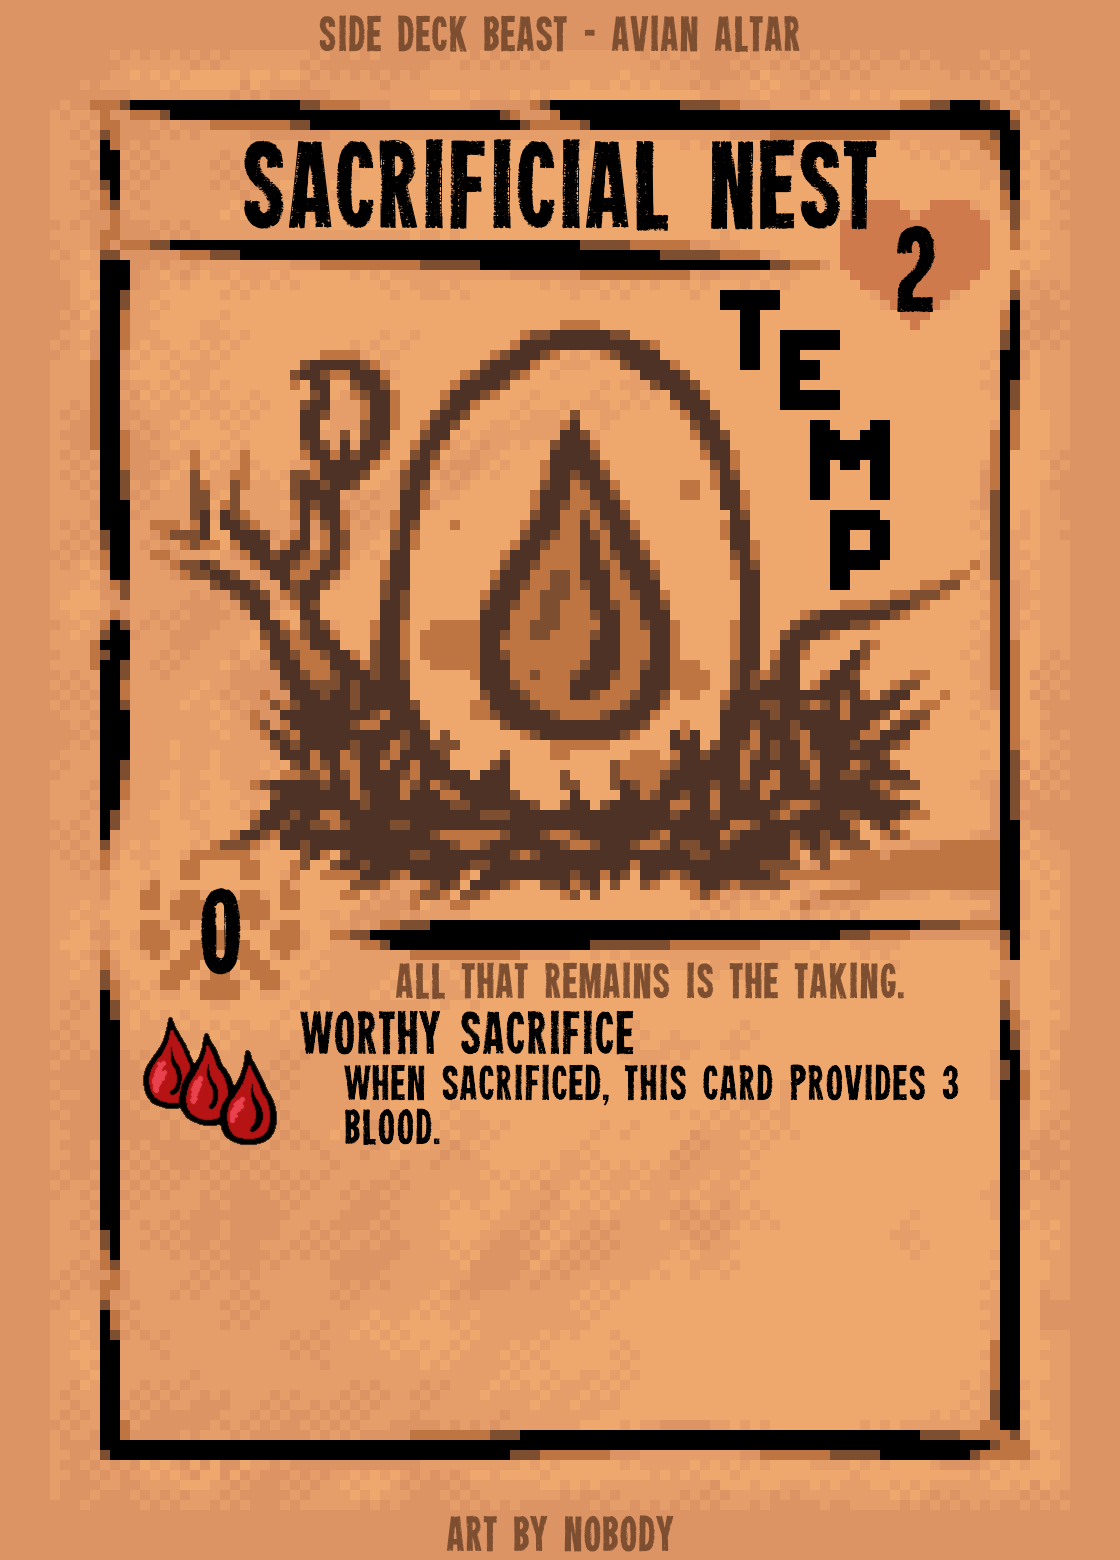 SIDE DECK BEAST - AVIAN ALTAR
SACRIFICIAL NEST
2
TEMP
0
ALL THAT REMAINS IS THE TAKING.
WORTHY SACRIFICE
WHEN SACRIFICED, THIS CARD PROVIDES 3
BLOOD.
ART BY NOBODY